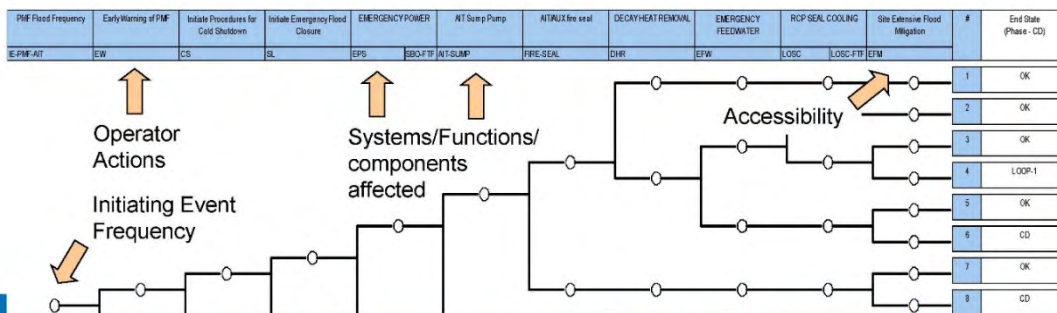 PMF Flood Frequency
Early Warning of PMF
Initiate Procedures for
Cold Shutdown
Initiate Emergency Flood
Closure
EMERGENCY POWER
AIT Sump Pump
AIT/AUX fire seal
DECAY HEAT REMOVAL
EMERGENCY
FEEDWATER
RCP SEAL COOLING
Site Extensive Flood
Mitigation
#
End State
(Phase - CD)
IE-PMF-AIT
EW
CS
SL
EPS
SBO-FTF
AIT-SUMP
FIRE-SEAL
DHR
EFW
LOSC
LOSC-FTF
EFM
1
OK
2
OK
3
OK
4
LOOP-1
5
OK
6
CD
7
OK
8
CD
Operator
Actions
Initiating Event
Frequency
Systems/Functions/
components
affected
Accessibility